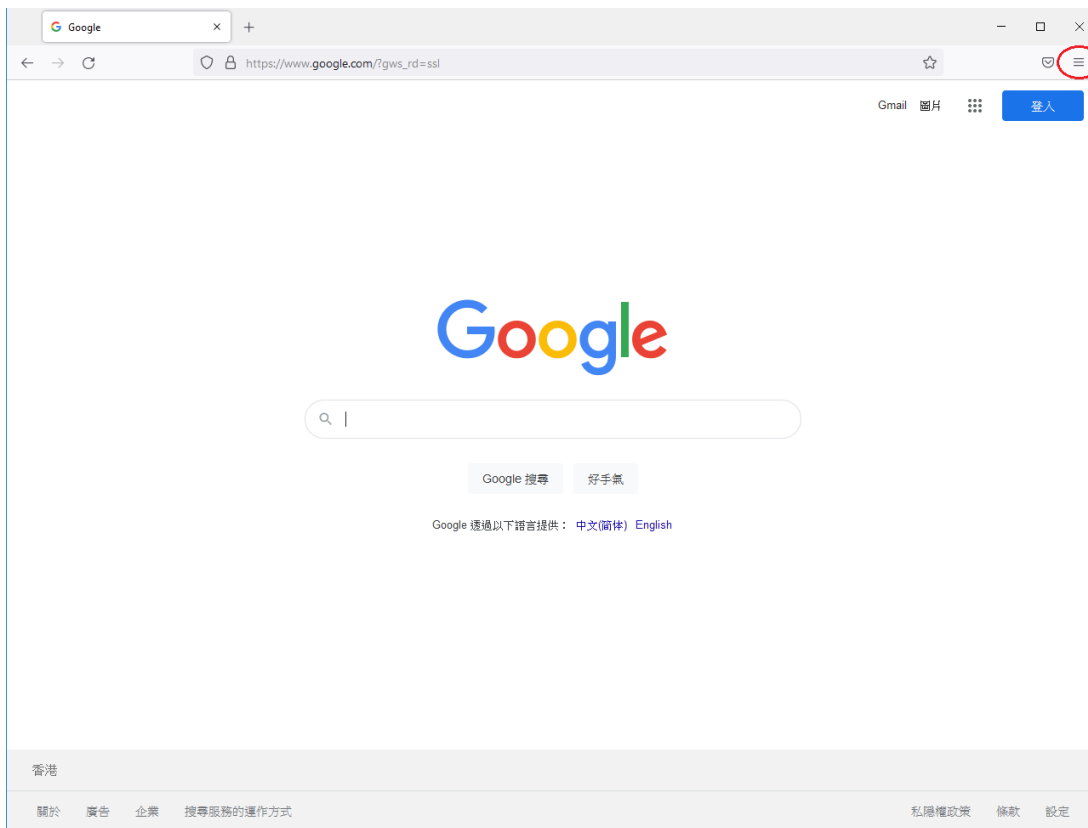 Google
https://www.google.com/?gws_rd=ssl
Gmail 圖片 登入
Google
Google 搜尋 好手氣
Google 透過以下語言提供： 中文(简体) English
香港
關於 廣告 企業 搜尋服務的運作方式 私隱權政策 條款 設定